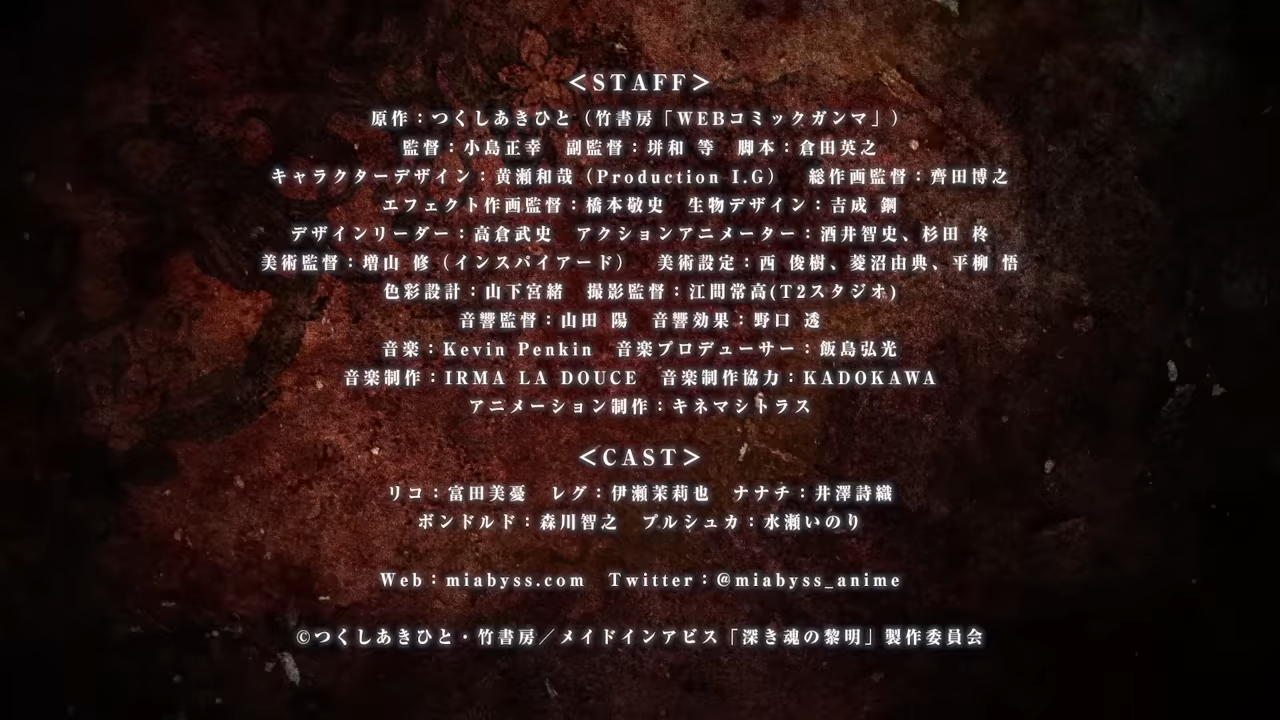 ＜STAFF＞
原作：つくしあきひと（竹書房「WEBコミックガンマ」）
監督：小島正幸　副監督：垪和 等　脚本：倉田英之
キャラクターデザイン：黄瀬和哉（Production I.G）　総作画監督：齊田博之
エフェクト作画監督：橋本敬史　生物デザイン：吉成 鋼
デザインリーダー：高倉武史　アクションアニメーター：酒井智史、杉田 柊
美術監督：増山 修（インスパイアード）　美術設定：西 俊樹、菱沼由典、平柳 悟
色彩設計：山下宮緒　撮影監督：江間常高(T2スタジオ)
音響監督：山田 陽　音響効果：野口 透
音楽：Kevin Penkin　音楽プロデューサー：飯島弘光
音楽制作：IRMA LA DOUCE　音楽制作協力：KADOKAWA
アニメーション制作：キネマシトラス
＜CAST＞
リコ：富田美憂　レグ：伊瀬茉莉也　ナナチ：井澤詩織
ボンドルド：森川智之　プルシュカ：水瀬いのり
Web：miabyss.com　Twitter：@miabyss_anime
©つくしあきひと・竹書房／メイドインアビス「深き魂の黎明」製作委員会